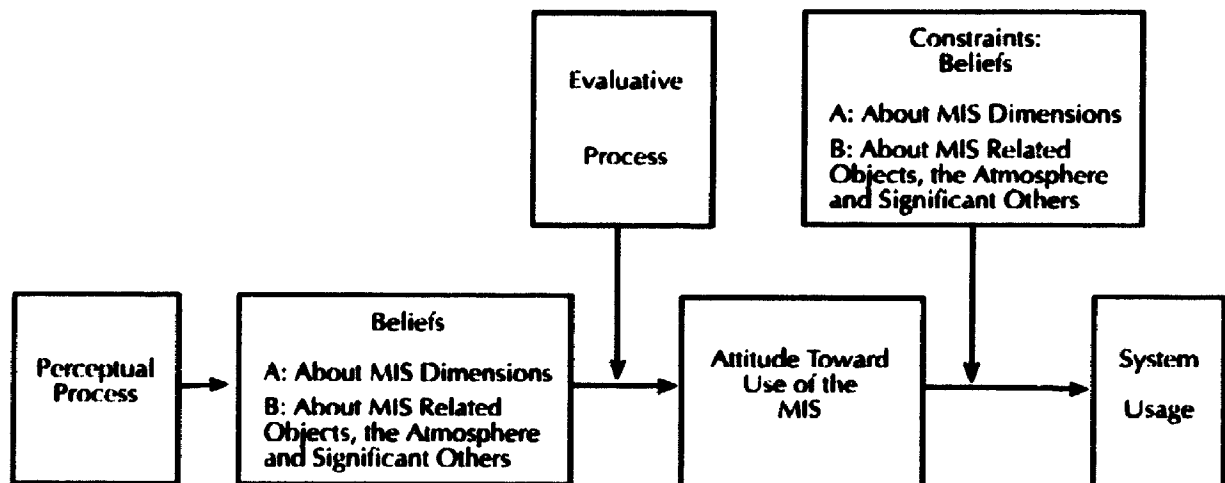 Evaluative
Process
Constraints:
Beliefs
A: About MIS Dimensions
B: About MIS Related
Objects, the Atmosphere
and Significant Others
Perceptual
Process
Beliefs
A: About MIS Dimensions
B: About MIS Related
Objects, the Atmosphere
and Significant Others
Attitude Toward
Use of the
MIS
System
Usage